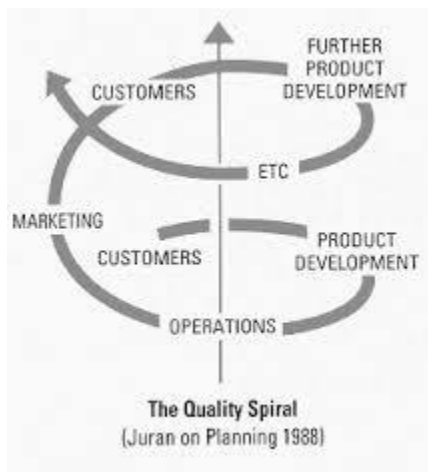 FURTHER
PRODUCT
DEVELOPMENT
CUSTOMERS
ETC
MARKETING
CUSTOMERS
PRODUCT
DEVELOPMENT
OPERATIONS
The Quality Spiral
(Juran on Planning 1988)